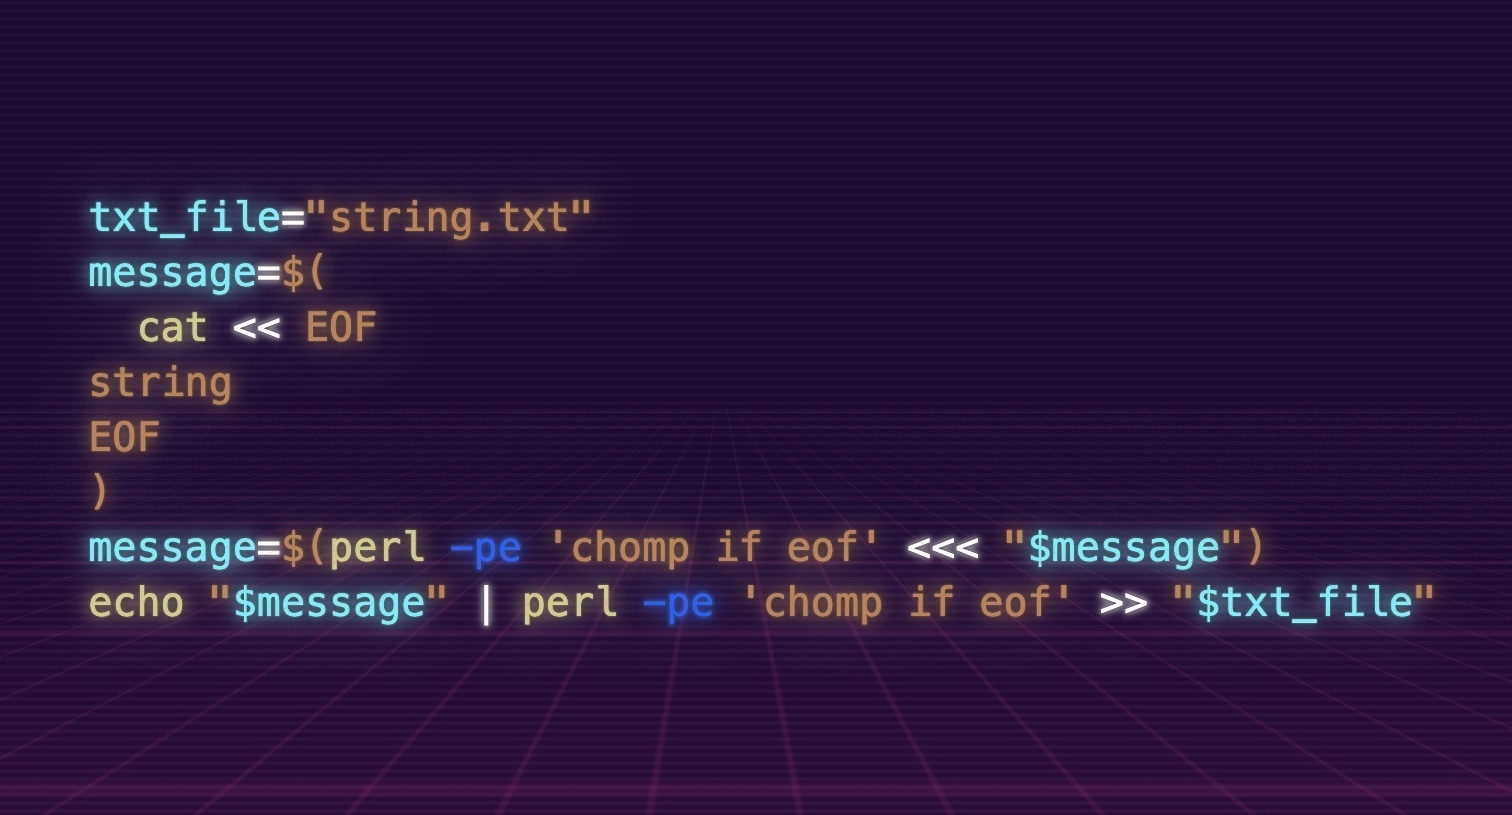 txt_file="string.txt"
message=$(
  cat << EOF
string
EOF
)
message=$(perl -pe 'chomp if eof' <<< "$message")
echo "$message" | perl -pe 'chomp if eof' >> "$txt_file"